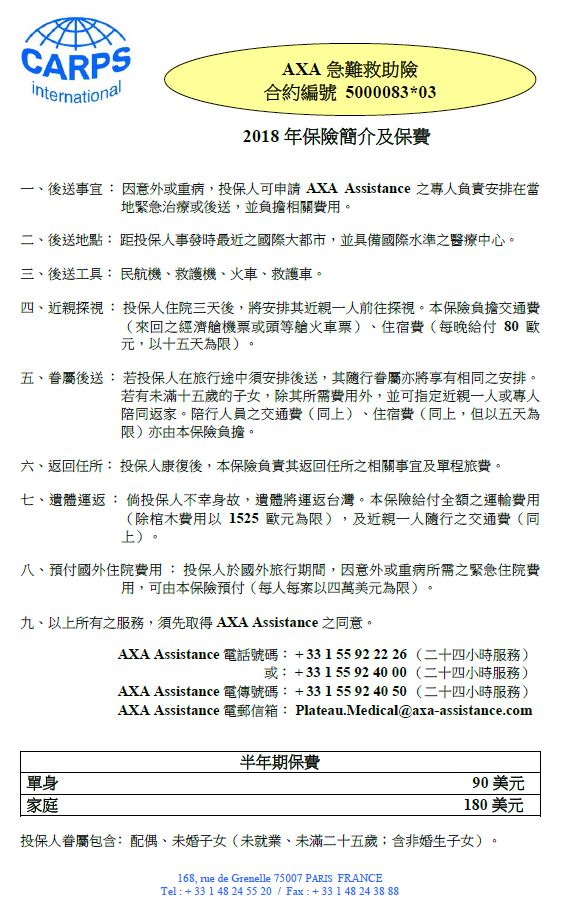 CARPS
international
AXA 急難救助險
合約編號 5000083*03
2018 年保險簡介及保費
一、後送事宜： 因意外或重病，投保人可申請 AXA Assistance 之專人負責安排在當
地緊急治療或後送，並負擔相關費用。
二、後送地點： 距投保人事發時最近之國際大都市，並具備國際水準之醫療中心。
三、後送工具： 民航機、救護機、火車、救護車。
四、近親探視： 投保人住院三天後，將安排其近親一人前往探視。本保險負擔交通費
（來回之經濟艙機票或頭等艙火車票）、住宿費（每晚給付 80 歐
元，以十五天為限）。
五、眷屬後送： 若投保人在旅行途中須安排後送，其隨行眷屬亦將享有相同之安排。
若有未滿十五歲的子女，除其所需費用外，並可指定近親一人或專人
陪同返家。陪行人員之交通費（同上）、住宿費（同上，但以五天為
限）亦由本保險負擔。
六、返回任所： 投保人康復後，本保險負責其返回任所之相關事宜及單程旅費。
七、遺體運返： 倘投保人不幸身故，遺體將運返台灣。本保險給付全額之運輸費用
（除棺木費用以 1525 歐元為限），及近親一人隨行之交通費（同
上）。
八、預付國外住院費用： 投保人於國外旅行期間，因意外或重病所需之緊急住院費
用，可由本保險預付（每人每案以四萬美元為限）。
九、以上所有之服務，須先取得 AXA Assistance 之同意。
AXA Assistance 電話號碼： + 33 1 55 92 22 26 （二十四小時服務）
或： + 33 1 55 92 40 00 （二十四小時服務）
AXA Assistance 電傳號碼： + 33 1 55 92 40 50 （二十四小時服務）
AXA Assistance 電郵信箱： Plateau.Medical@axa-assistance.com
半年期保費
單身 90 美元
家庭 180 美元
投保人眷屬包含： 配偶、未婚子女（未就業、未滿二十五歲；含非婚生子女）。
168, rue de Grenelle 75007 PARIS FRANCE
Tel : + 33 1 48 24 55 20 / Fax : + 33 1 48 24 38 88